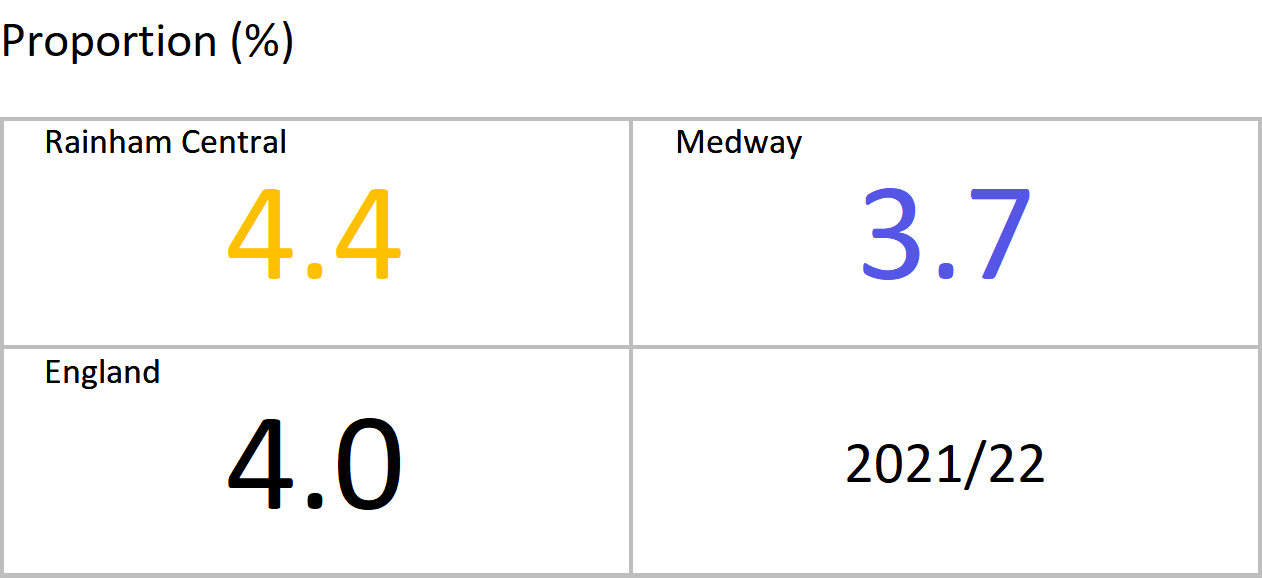 Proportion (%)
Rainham Central
4.4
Medway
3.7
England
4.0
2021/22